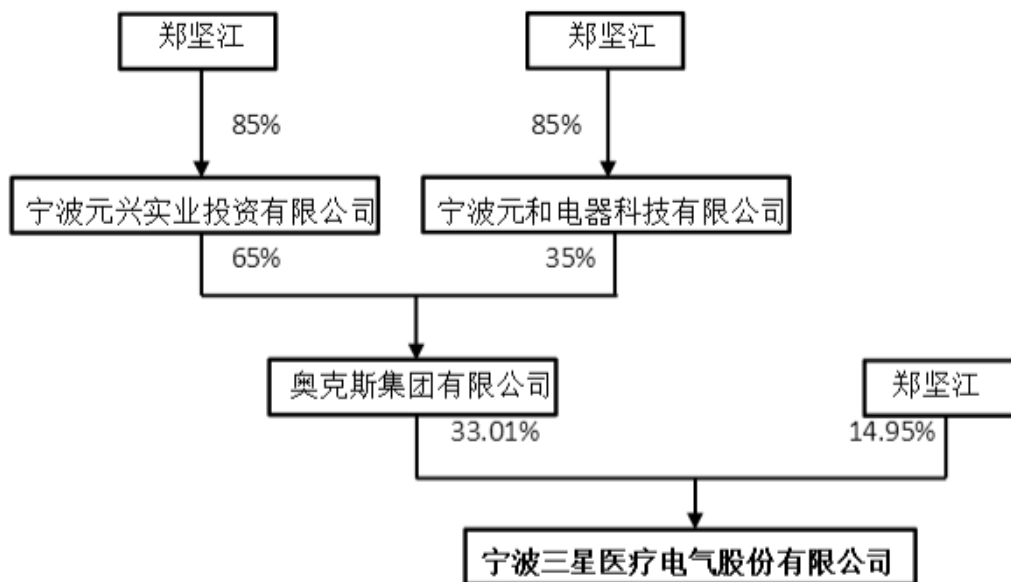 郑坚江
郑坚江
85%
85%
宁波元兴实业投资有限公司
宁波元和电器科技有限公司
65%
35%
奥克斯集团有限公司
郑坚江
33.01%
14.95%
宁波三星医疗电气股份有限公司